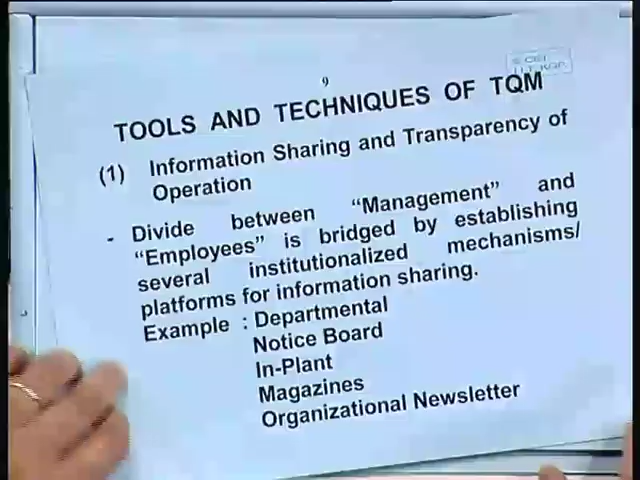 © CET
I.I.T. KGP
9
TOOLS AND TECHNIQUES OF TQM
(1) Information Sharing and Transparency of
Operation
- Divide between “Management” and
“Employees” is bridged by establishing
several institutionalized mechanisms/
platforms for information sharing.
Example : Departmental
Notice Board
In-Plant
Magazines
Organizational Newsletter